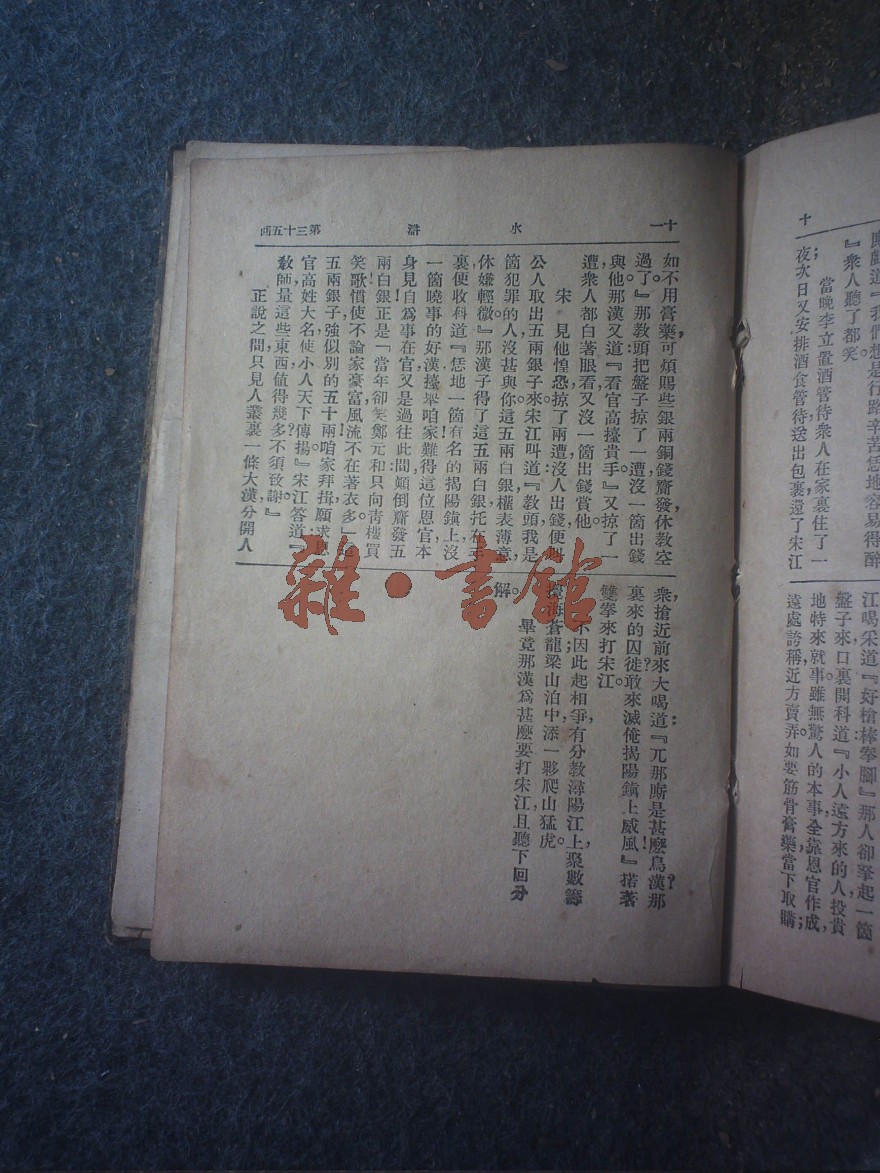 十
道『我們想是行路辛苦恁地容易得醉
』衆人聽了都笑。
當晚李立置酒管待衆人在家裏住了一
夜;次日又安排酒食管待送出包裹還了宋江
江喝采道『好槍棒拳腳』那人卻拏起一箇
盤子來口裏開科道『小人遠方來的人投貴
地特來就事。雖無驚人的本事,全靠恩官作成,
遠處誇稱,近方賣弄。如要筋骨膏藥,當下取贖;
十一
水滸
第三十五回
如不用膏藥,可煩賜些銀兩銅錢齎發休教空
過了。』那教頭把盤子掠了一遭,沒一箇出錢
與他。那漢又道:『看官高擡貴手。』又掠了一
遭,衆人都白著眼看,又沒一箇出錢賞他。
宋 見他惶恐,掠了兩遭,沒人出錢,便叫
公人取出五兩銀子來。宋江叫道:『教頭,我是
箇犯罪的人,沒甚與你;這五兩白銀權表薄意,
休嫌輕微。』那漢子得了這五兩白銀,托在手
裏,便收科道:『恁地一箇有名的揭陽鎭上,沒
一箇曉事的好漢擡舉咱家!難得這位恩官,本
身見自爲事在官,又是過往此間,顛倒齎發五
兩白銀!正是「當年卻笑鄭元和,只向青樓買
笑歌!慣使不論家豪富,風流不在著衣多。」這
五兩銀子強似別的五十兩!咱家拜揖,願求恩
官高姓大名,使小人天下傳揚。』宋江答道:『
敎師,量這些東西值得幾多!不須致謝。』
正說之間,只見人叢裏一條大漢分開人
衆,搶近前來,大喝道:『兀那廝是甚麼鳥漢?那
裏來的囚徒?敢來滅俺揭陽鎭上威風!』搭著
雙拳來打宋江。
不因此起相爭,有分教:潯陽江上,聚數籌
海蒼龍;梁山泊中,添一夥爬山猛虎。
畢竟那漢爲甚麼要打宋江,且聽下回分
解。
雜·書館